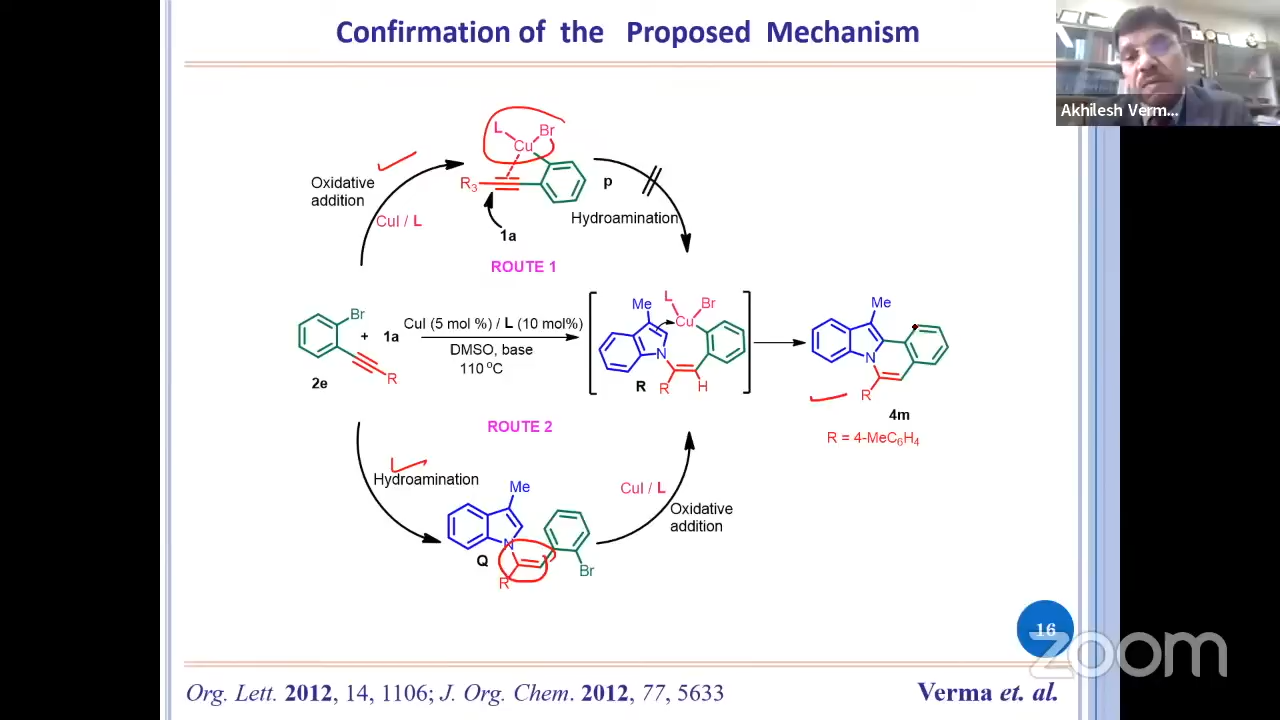 Confirmation of the Proposed Mechanism
Akhilesh Verm...
L
Br
Cu
R3
p
Oxidative
addition
CuI / L
Hydroamination
1a
ROUTE 1
Br
+ 1a
R
2e
CuI (5 mol %) / L (10 mol%)
DMSO, base
110 °C
L
Me
Br
Cu
N
R
R
H
Me
N
R
4m
R = 4-MeC6H4
ROUTE 2
Hydroamination
Me
N
Q
R
Br
CuI / L
Oxidative
addition
16
zoom
Org. Lett. 2012, 14, 1106; J. Org. Chem. 2012, 77, 5633
Verma et. al.